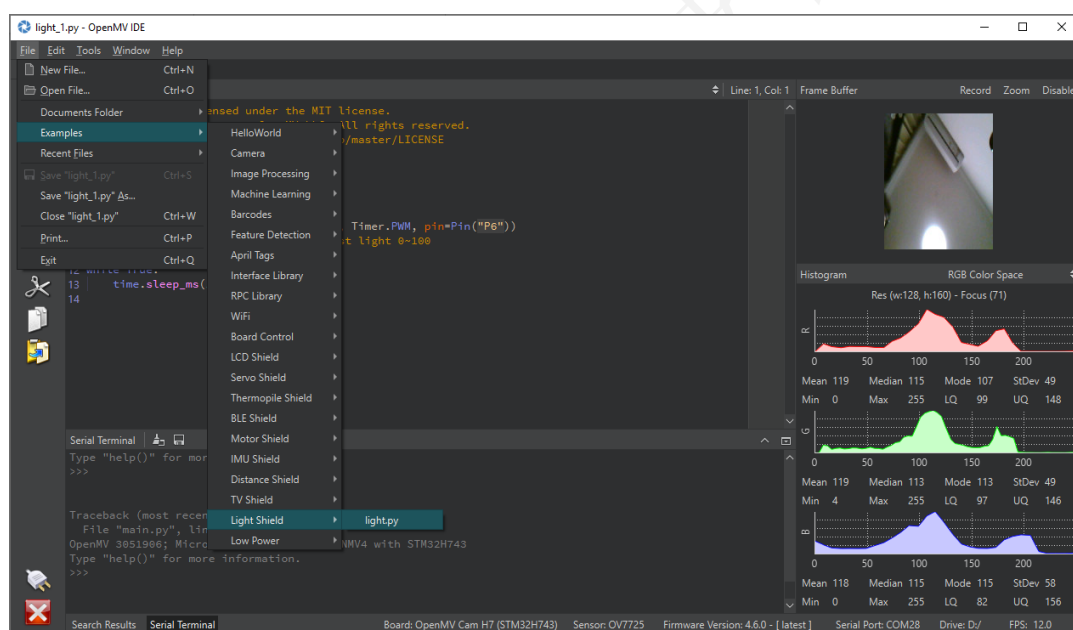 light_1.py - OpenMV IDE
File Edit Tools Window Help
New File... Ctrl+N
Open File... Ctrl+O
Documents Folder
Examples
Recent Files
Save "light_1.py" Ctrl+S
Save "light_1.py" As...
Close "light_1.py" Ctrl+W
Print... Ctrl+P
Exit Ctrl+Q
HelloWorld
Camera
Image Processing
Machine Learning
Barcodes
Feature Detection
April Tags
Interface Library
RPC Library
WiFi
Board Control
LCD Shield
Servo Shield
Thermopile Shield
BLE Shield
Motor Shield
IMU Shield
Distance Shield
TV Shield
Light Shield
Low Power
light.py
Line: 1, Col: 1
ensed under the MIT license.
All rights reserved.
/master/LICENSE
Timer.PWM, pin=Pin("P6"))
t light 0~100
12 while True:
13 time.sleep_ms(
14
Serial Terminal
Type "help()" for mor
>>>
Traceback (most recen
File "main.py", lin
OpenMV 3051906; Micro NMV4 with STM32H743
Type "help()" for more information.
>>>
Search Results Serial Terminal
Board: OpenMV Cam H7 (STM32H743) Sensor: OV7725 Firmware Version: 4.6.0 - [ latest ] Serial Port: COM28 Drive: D:/ FPS: 12.0
Frame Buffer Record Zoom Disable
Histogram RGB Color Space
Res (w:128, h:160) - Focus (71)
R
0 50 100 150 200
Mean 119 Median 115 Mode 107 StDev 49
Min 0 Max 255 LQ 99 UQ 148
G
0 50 100 150 200
Mean 119 Median 113 Mode 113 StDev 49
Min 4 Max 255 LQ 97 UQ 146
B
0 50 100 150 200
Mean 118 Median 115 Mode 115 StDev 58
Min 0 Max 255 LQ 82 UQ 156